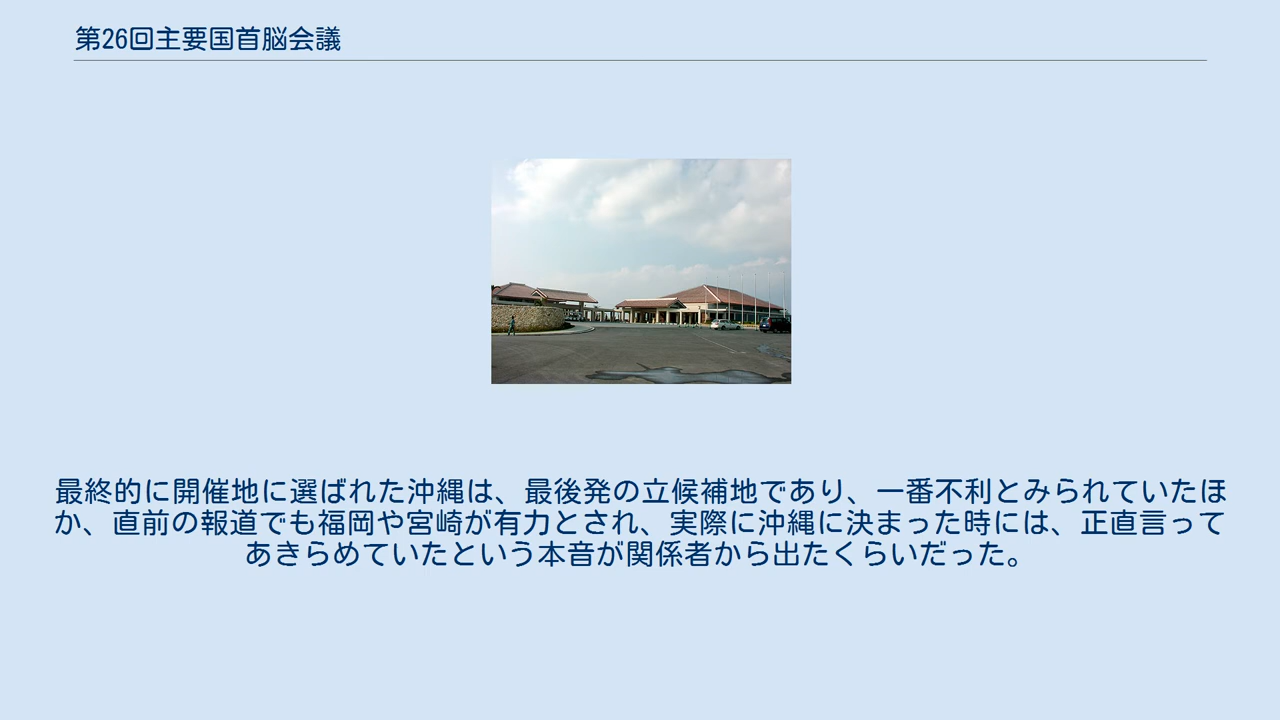 第26回主要国首脳会議
最終的に開催地に選ばれた沖縄は、最後発の立候補地であり、一番不利とみられていたほ
か、直前の報道でも福岡や宮崎が有力とされ、実際に沖縄に決まった時には、正直言って
あきらめていたという本音が関係者から出たくらいだった。